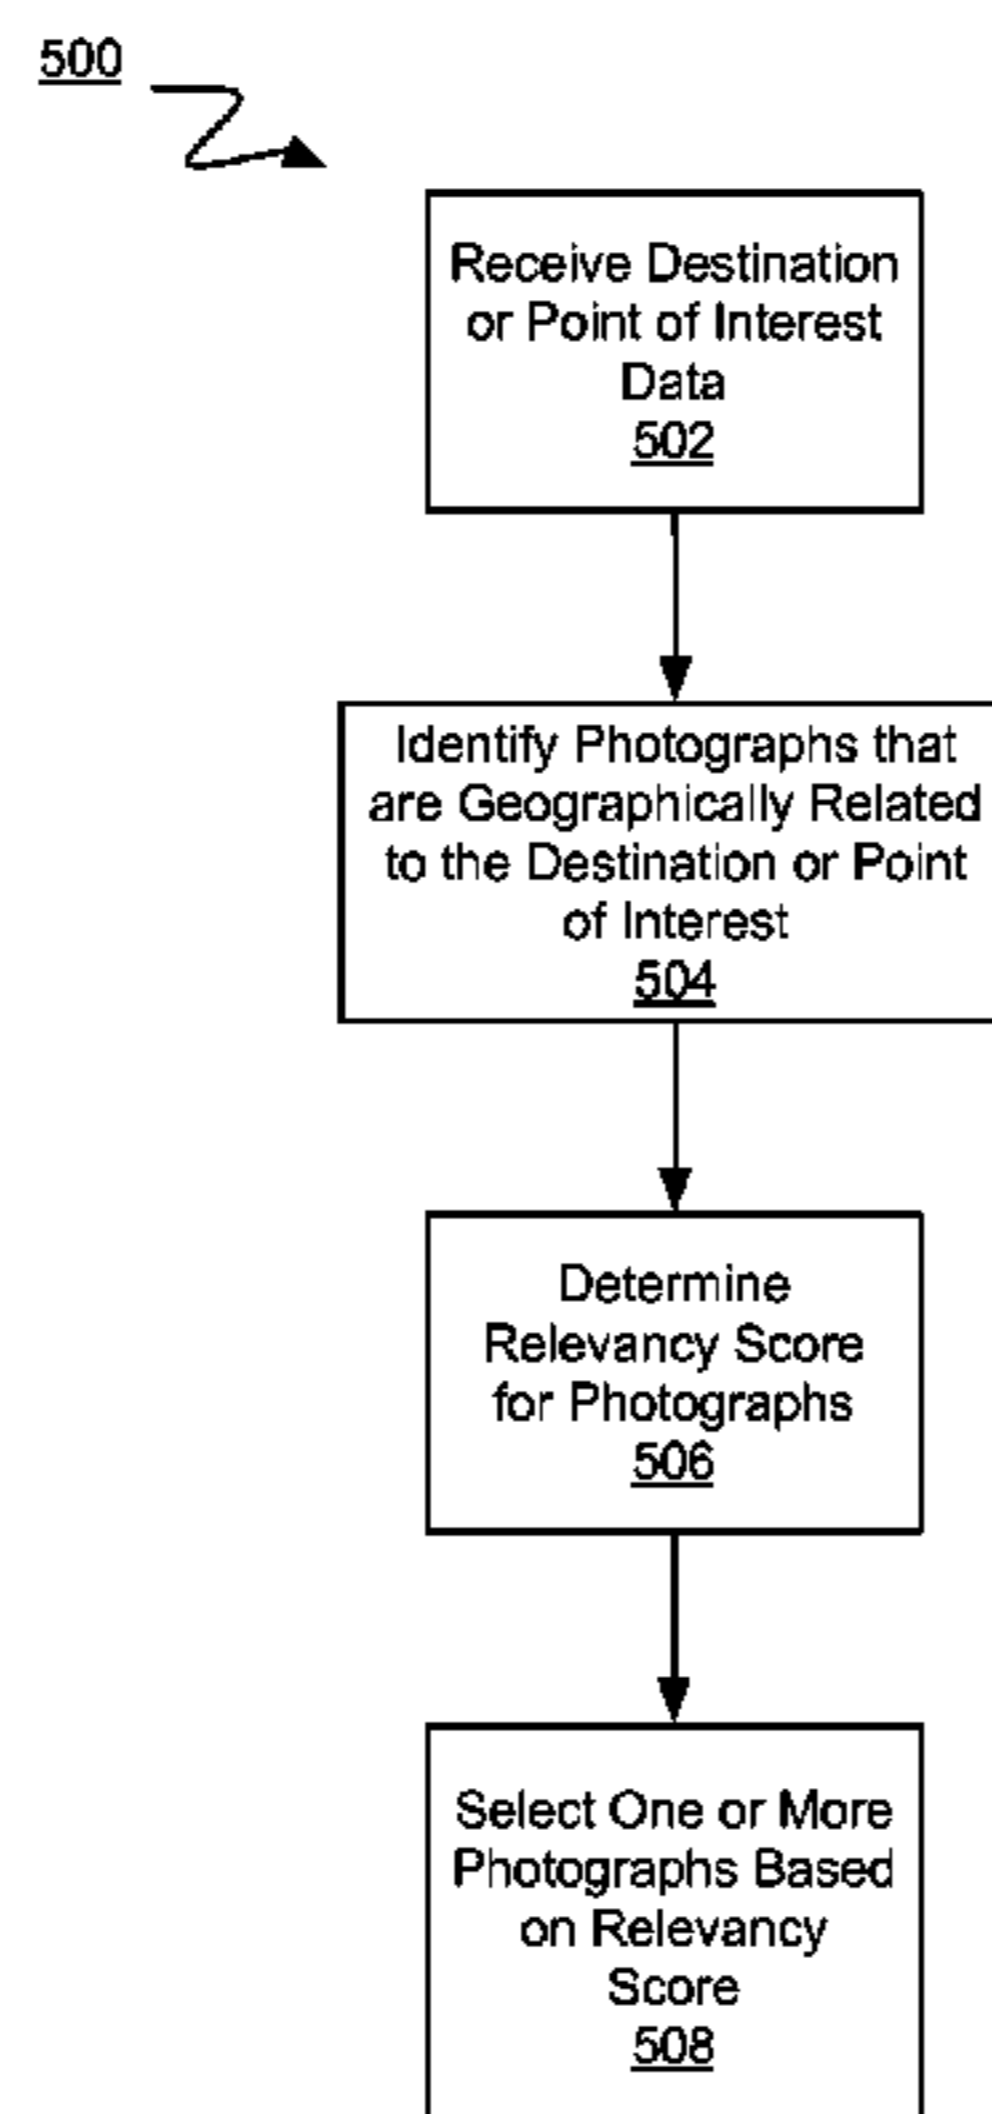 500
Receive Destination
or Point of Interest
Data
502
Identify Photographs that
are Geographically Related
to the Destination or Point
of Interest
504
Determine
Relevancy Score
for Photographs
506
Select One or More
Photographs Based
on Relevancy
Score
508